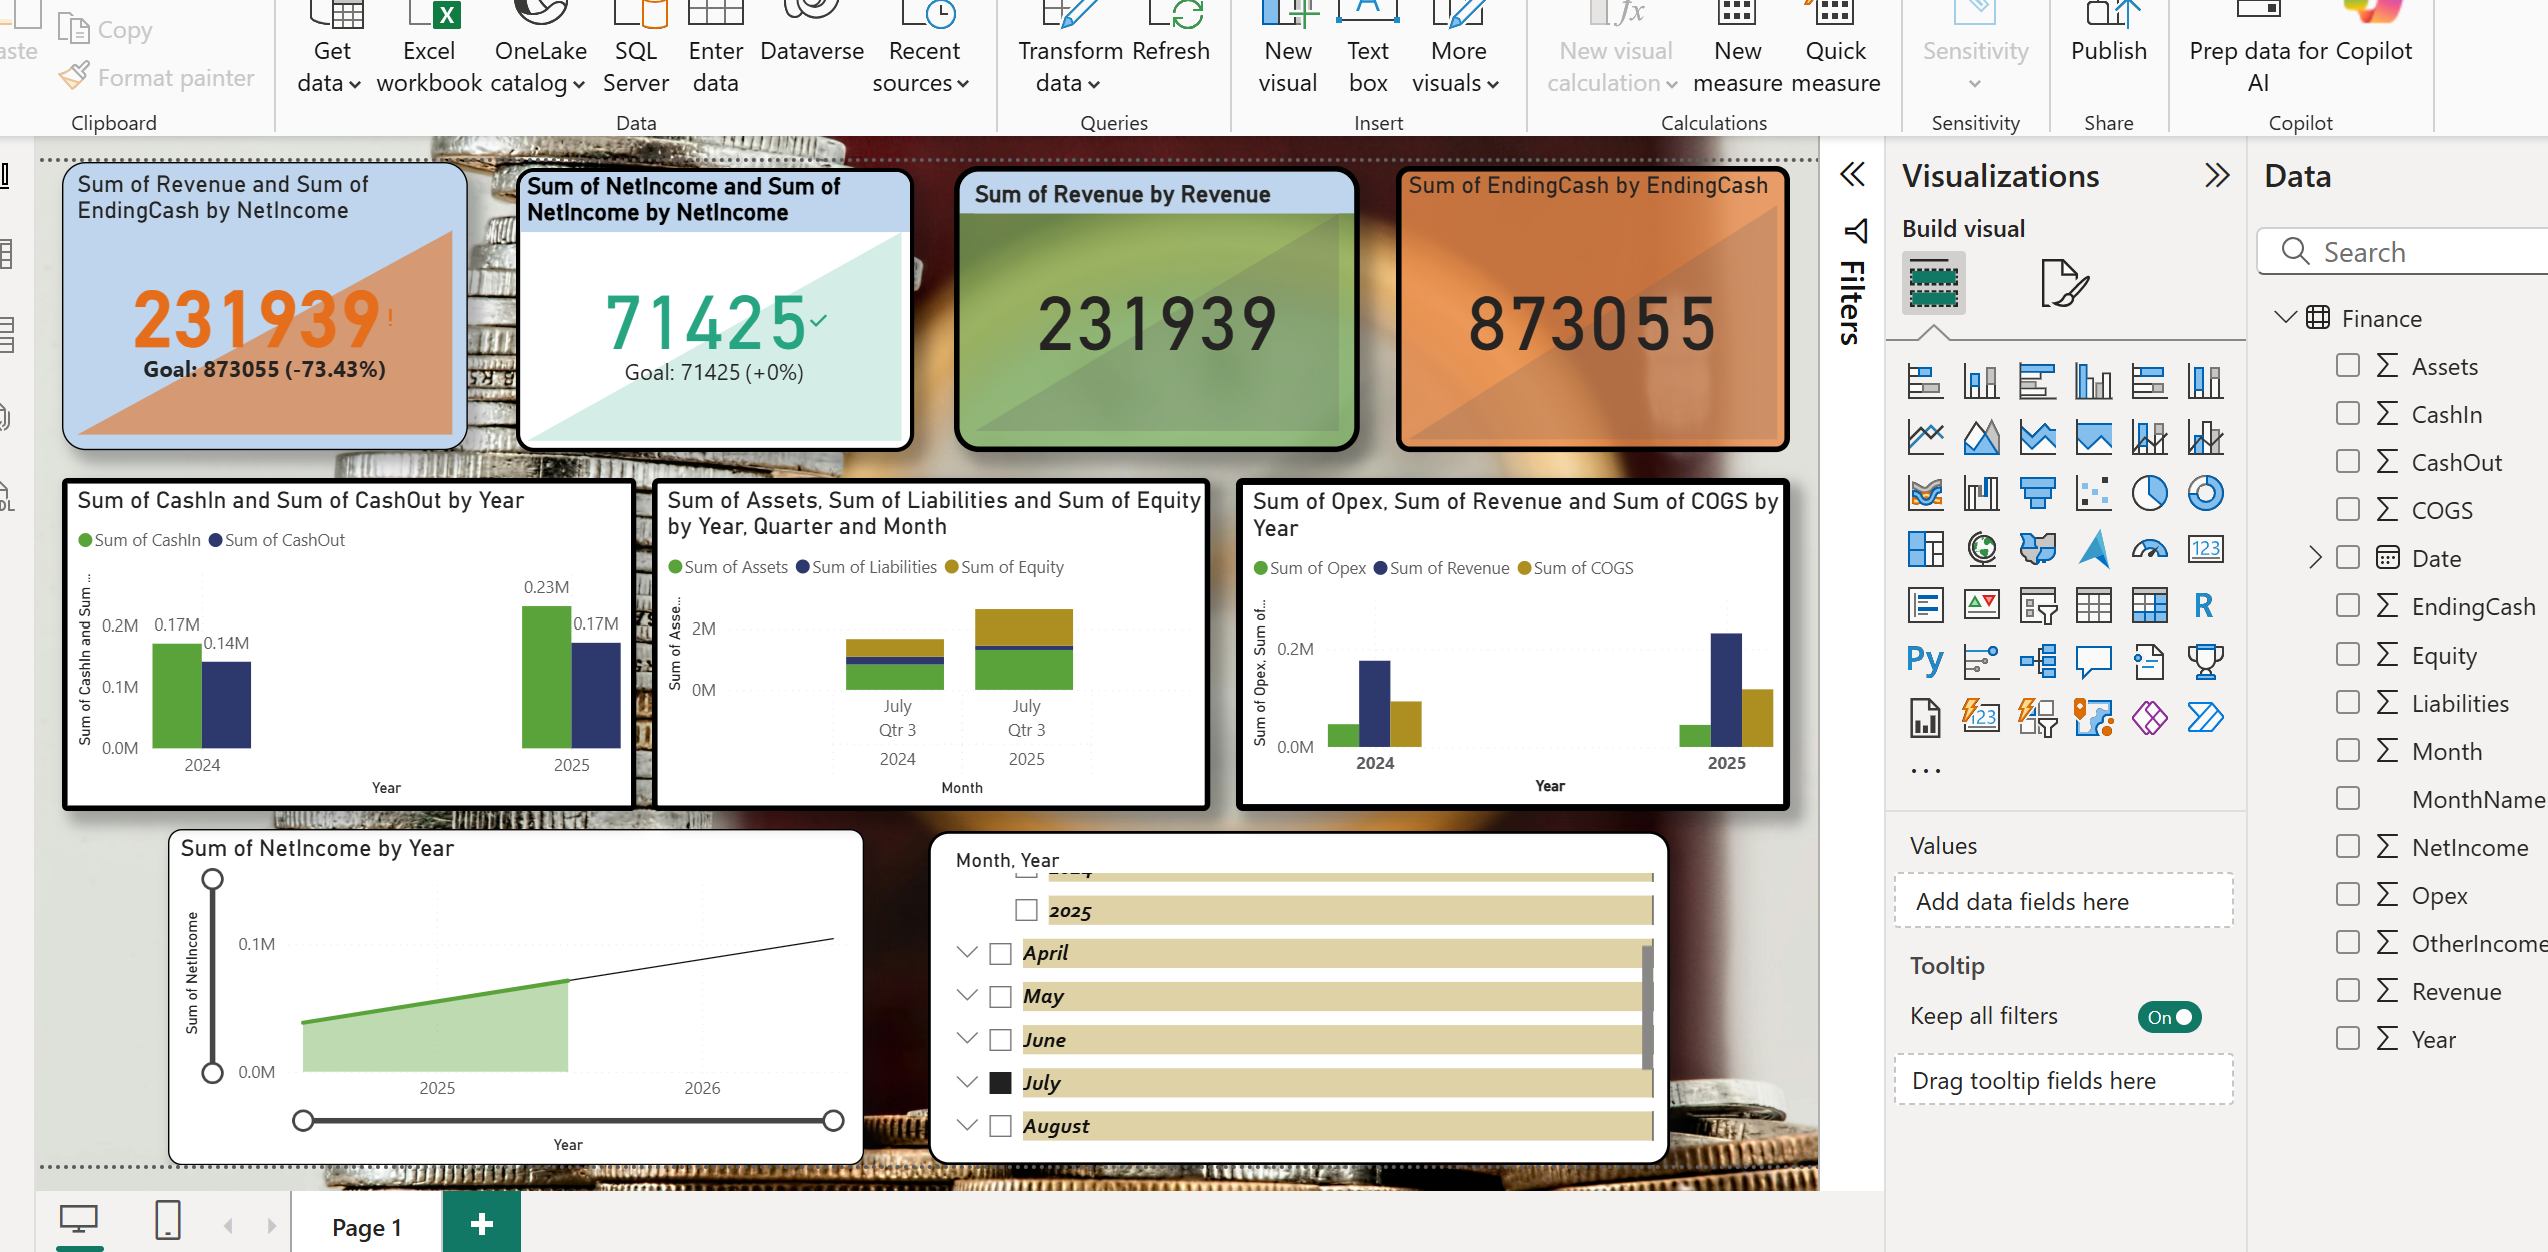 Copy
Format painter
Clipboard
Get data
Excel workbook
OneLake catalog
SQL Server
Enter data
Dataverse
Recent sources
Data
Transform data
Refresh
Queries
New visual
Text box
More visuals
Insert
New visual calculation
New measure
Quick measure
Calculations
Sensitivity
Sensitivity
Publish
Share
Prep data for AI
Copilot
Copilot
Sum of Revenue and Sum of
EndingCash by NetIncome
231939!
Goal: 873055 (-73.43%)
Sum of NetIncome and Sum of
NetIncome by NetIncome
71425
Goal: 71425 (+0%)
Sum of Revenue by Revenue
231939
Sum of EndingCash by EndingCash
873055
Sum of CashIn and Sum of CashOut by Year
Sum of CashIn
Sum of CashOut
Sum of CashIn and Sum ...
0.2M
0.1M
0.0M
0.17M
0.14M
0.23M
0.17M
2024
2025
Year
Sum of Assets, Sum of Liabilities and Sum of Equity
by Year, Quarter and Month
Sum of Assets
Sum of Liabilities
Sum of Equity
Sum of Asse...
2M
0M
July
Qtr 3
2024
July
Qtr 3
2025
Month
Sum of Opex, Sum of Revenue and Sum of COGS by
Year
Sum of Opex
Sum of Revenue
Sum of COGS
Sum of Opex, Sum of...
0.2M
0.0M
2024
2025
Year
Sum of NetIncome by Year
Sum of NetIncome
0.1M
0.0M
2025
2026
Year
Month, Year
2025
April
May
June
July
August
Filters
Visualizations
Build visual
123
R
Py
123
...
Values
Add data fields here
Tooltip
Keep all filters
On
Drag tooltip fields here
Data
Search
Finance
Assets
CashIn
CashOut
COGS
Date
EndingCash
Equity
Liabilities
Month
MonthName
NetIncome
Opex
OtherIncome
Revenue
Year
Page 1